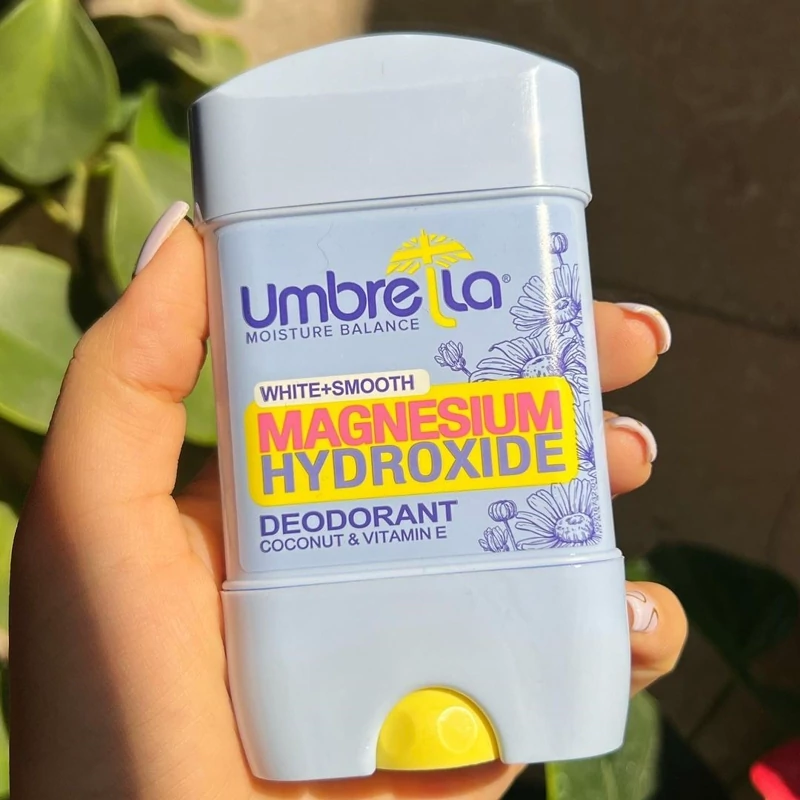 Umbrella®
MOISTURE BALANCE
WHITE+SMOOTH
MAGNESIUM
HYDROXIDE
DEODORANT
COCONUT & VITAMIN E